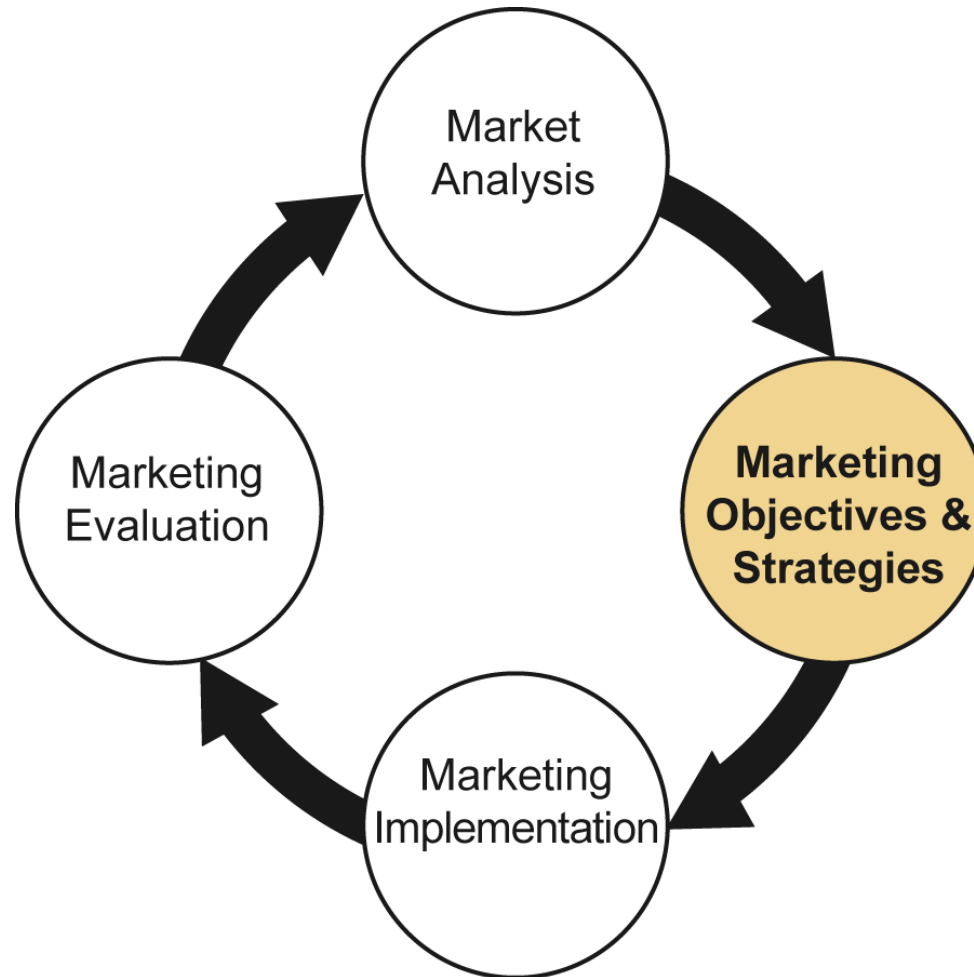 Market
Analysis
Marketing
Objectives &
Strategies
Marketing
Implementation
Marketing
Evaluation